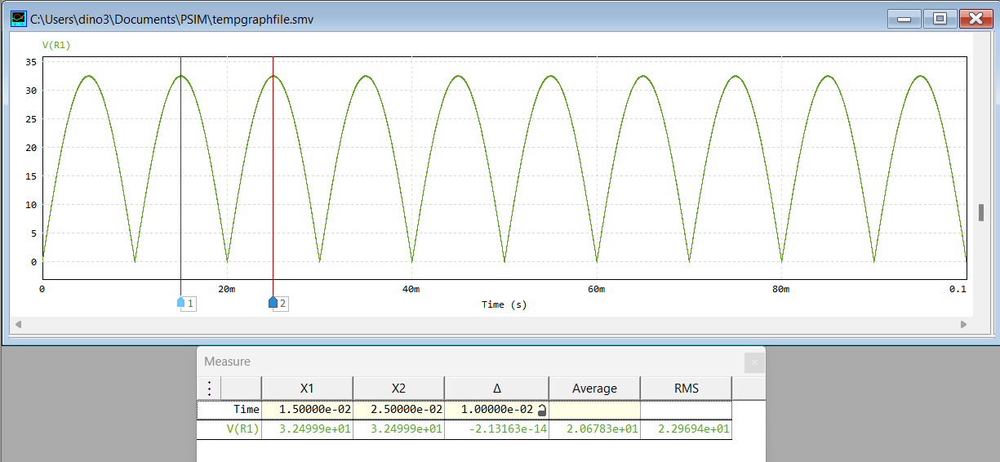 C:\Users\dino3\Documents\PSIM\tempgraphfile.smv
V(R1)
35
30
25
20
15
10
5
0
0 20m 40m 60m 80m 0.1
1 2
Time (s)
Measure
X1 X2 Δ Average RMS
Time 1.50000e-02 2.50000e-02 1.00000e-02
V(R1) 3.24999e+01 3.24999e+01 -2.13163e-14 2.06783e+01 2.29694e+01